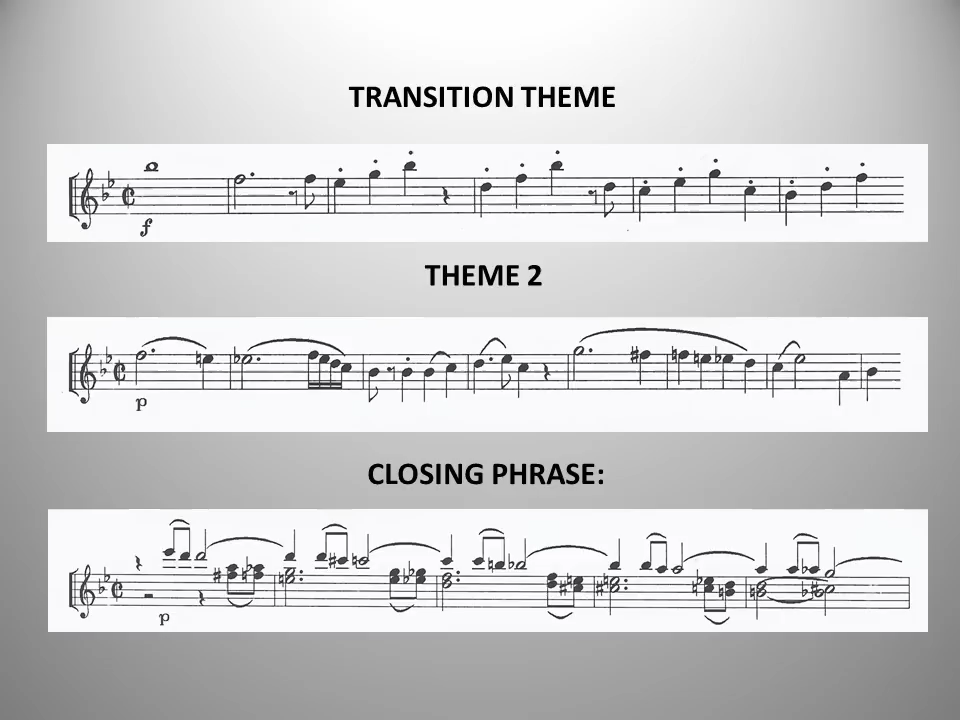 TRANSITION THEME
f
THEME 2
p
CLOSING PHRASE:
p